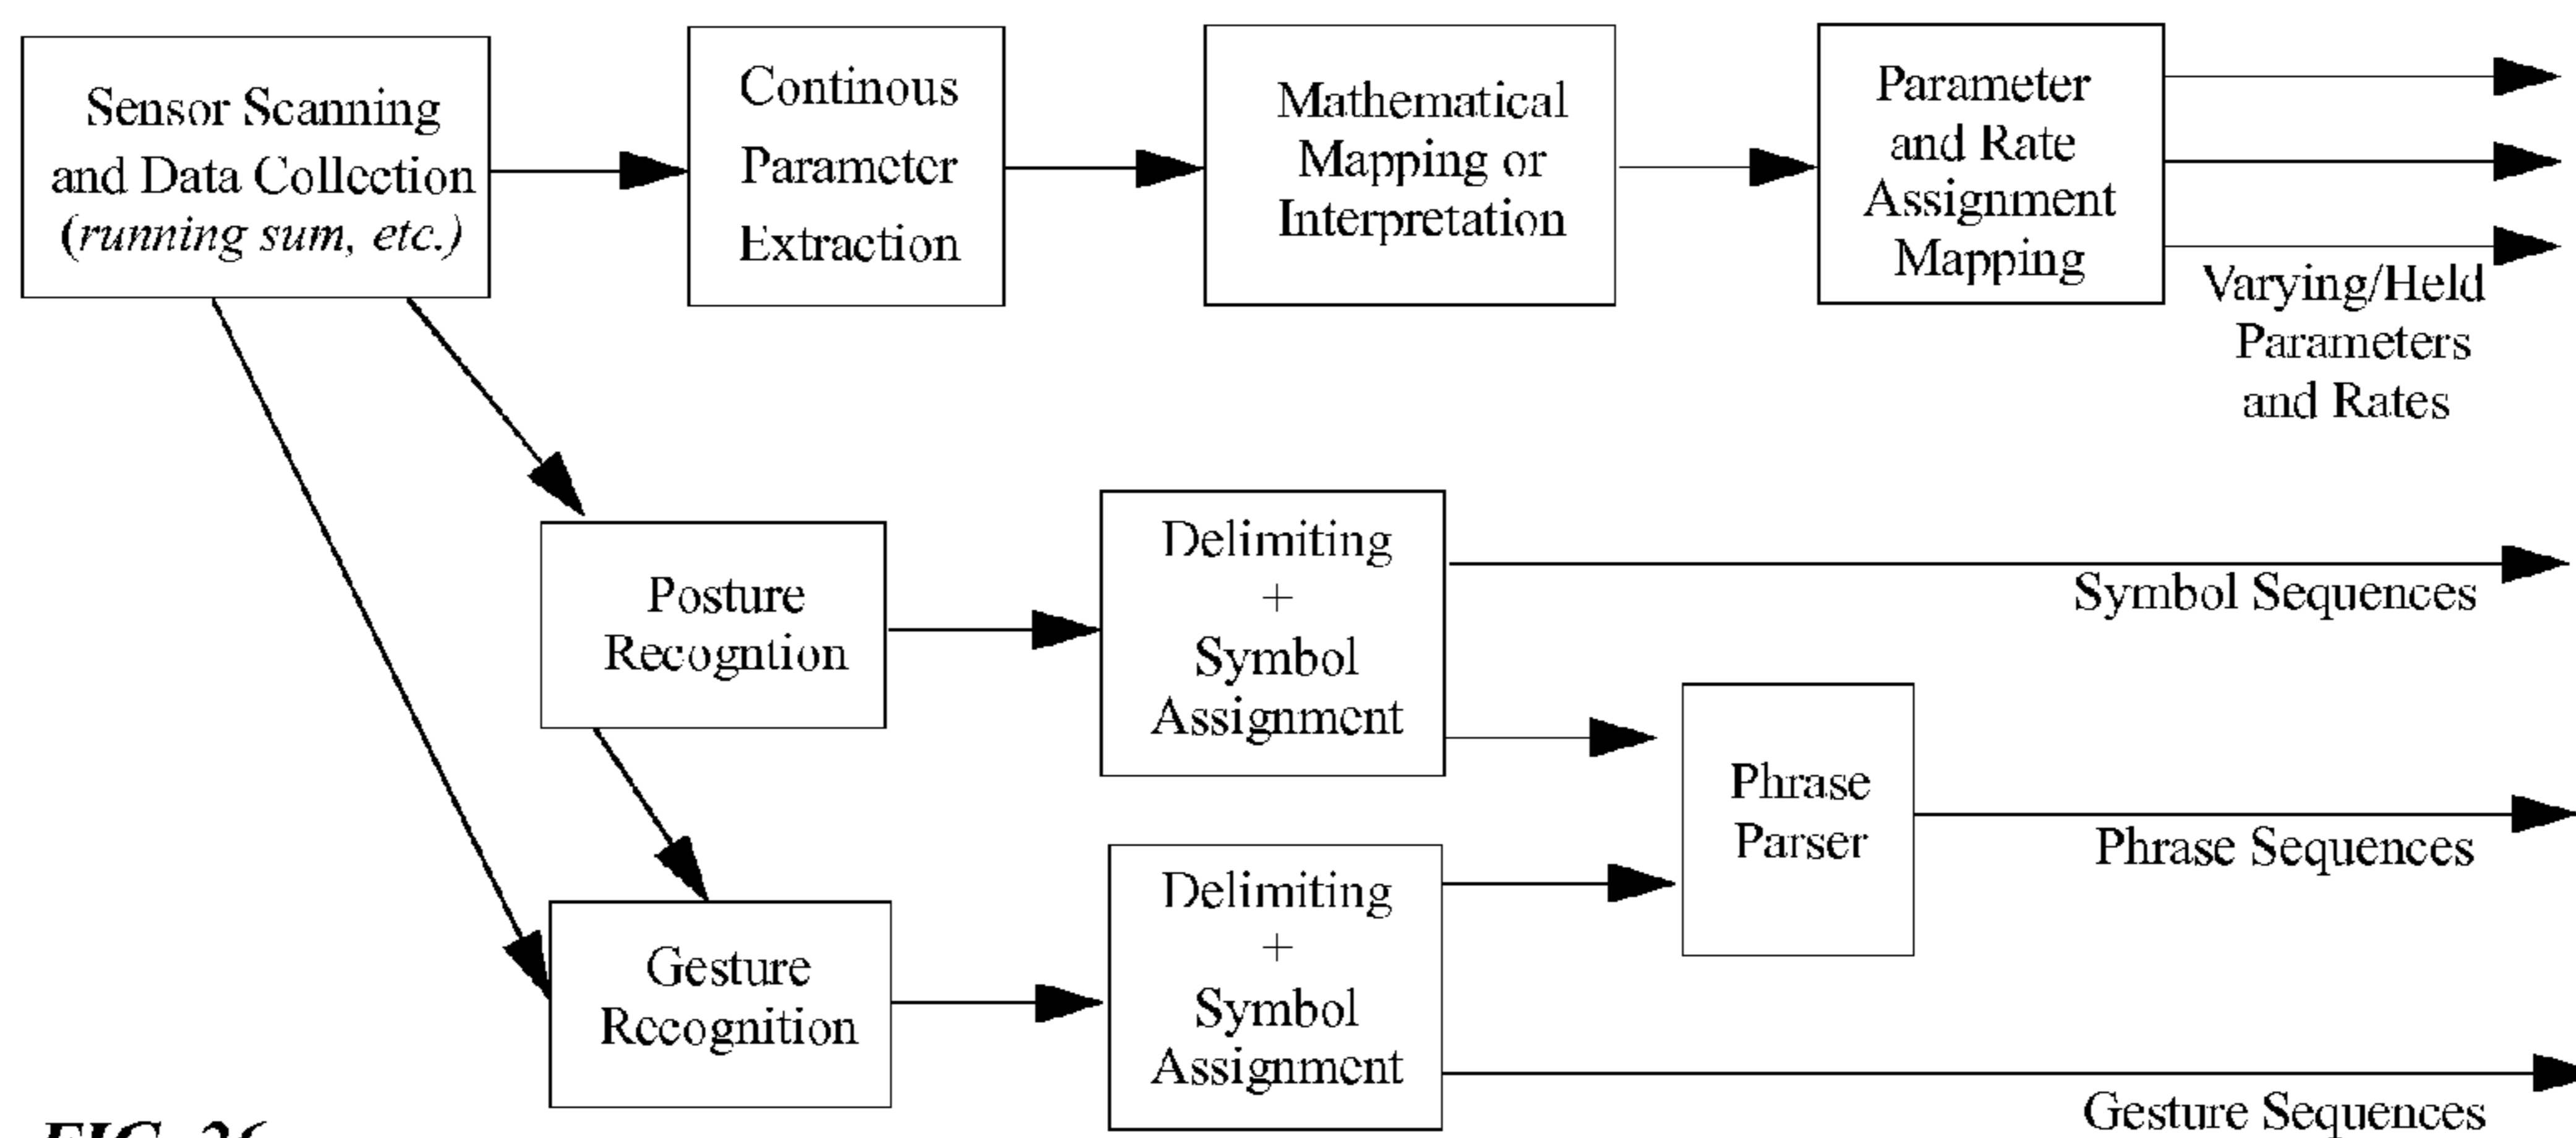 Sensor Scanning
and Data Collection
(running sum, etc.)
Continous
Parameter
Extraction
Mathematical
Mapping or
Interpretation
Parameter
and Rate
Assignment
Mapping
Varying/Held
Parameters
and Rates
Posture
Recogntion
Delimiting
+
Symbol
Assignment
Symbol Sequences
Phrase
Parser
Phrase Sequences
Gesture
Recognition
Delimiting
+
Symbol
Assignment
Gesture Sequences
FIG. 26